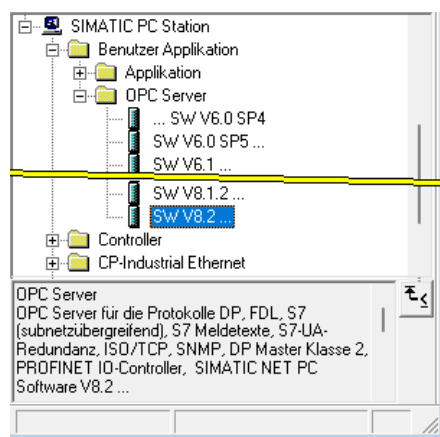 SIMATIC PC Station
Benutzer Applikation
Applikation
OPC Server
... SW V6.0 SP4
SW V6.0 SP5 ...
SW V6.1 ...
SW V8.1.2 ...
SW V8.2 ...
Controller
CP-Industrial Ethernet
OPC Server
OPC Server für die Protokolle DP, FDL, S7
(subnetzübergreifend), S7 Meldetexte, S7-UA-
Redundanz, ISO/TCP, SNMP, DP Master Klasse 2,
PROFINET IO-Controller, SIMATIC NET PC
Software V8.2 ...